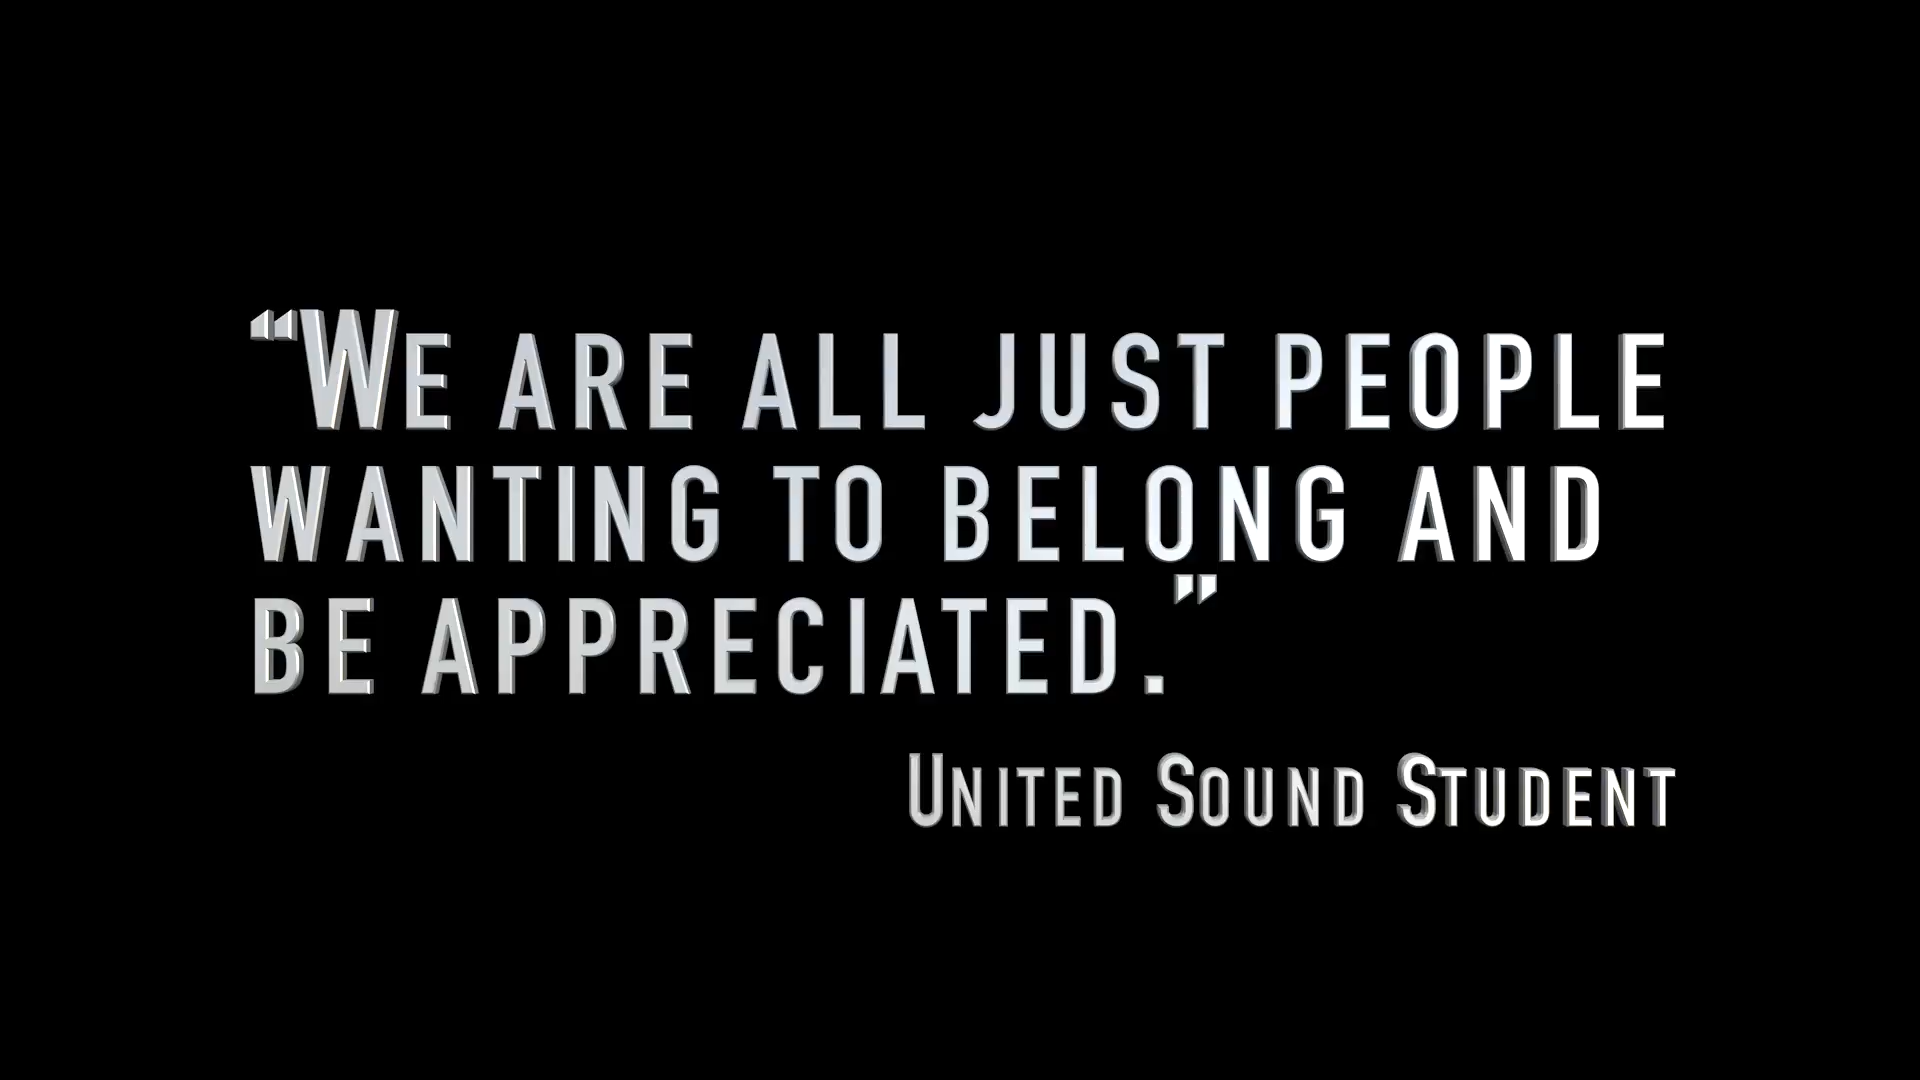 “We are all just people
wanting to belong and
be appreciated.”
United Sound Student